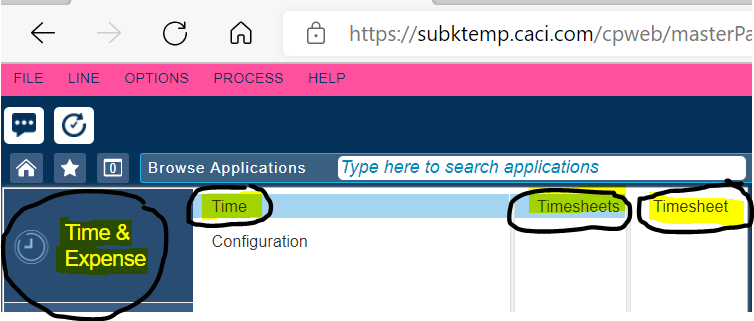 https://subktemp.caci.com/cpweb/masterPa
FILE LINE OPTIONS PROCESS HELP
0 Browse Applications Type here to search applications
Time &
Expense
Time Timesheets Timesheet
Configuration